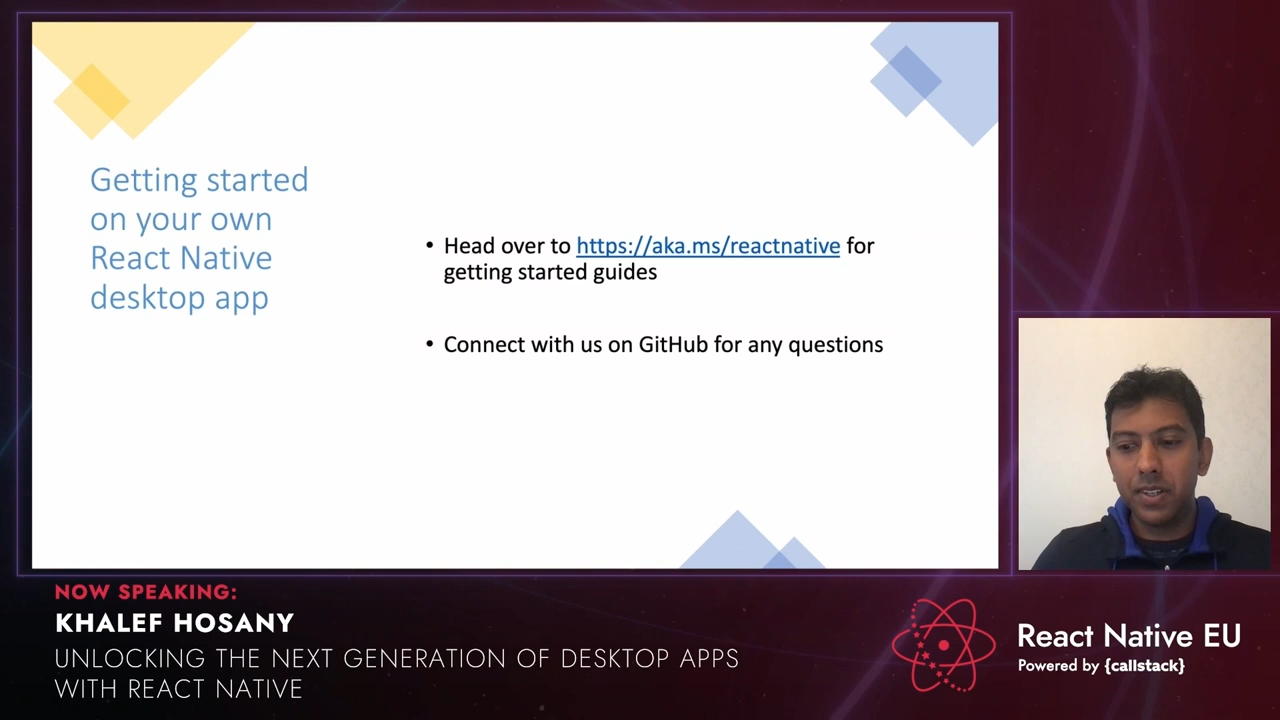 Getting started
on your own
React Native
desktop app
• Head over to https://aka.ms/reactnative for
getting started guides
• Connect with us on GitHub for any questions
NOW SPEAKING:
KHALEF HOSANY
UNLOCKING THE NEXT GENERATION OF DESKTOP APPS
WITH REACT NATIVE
React Native EU
Powered by {callstack}